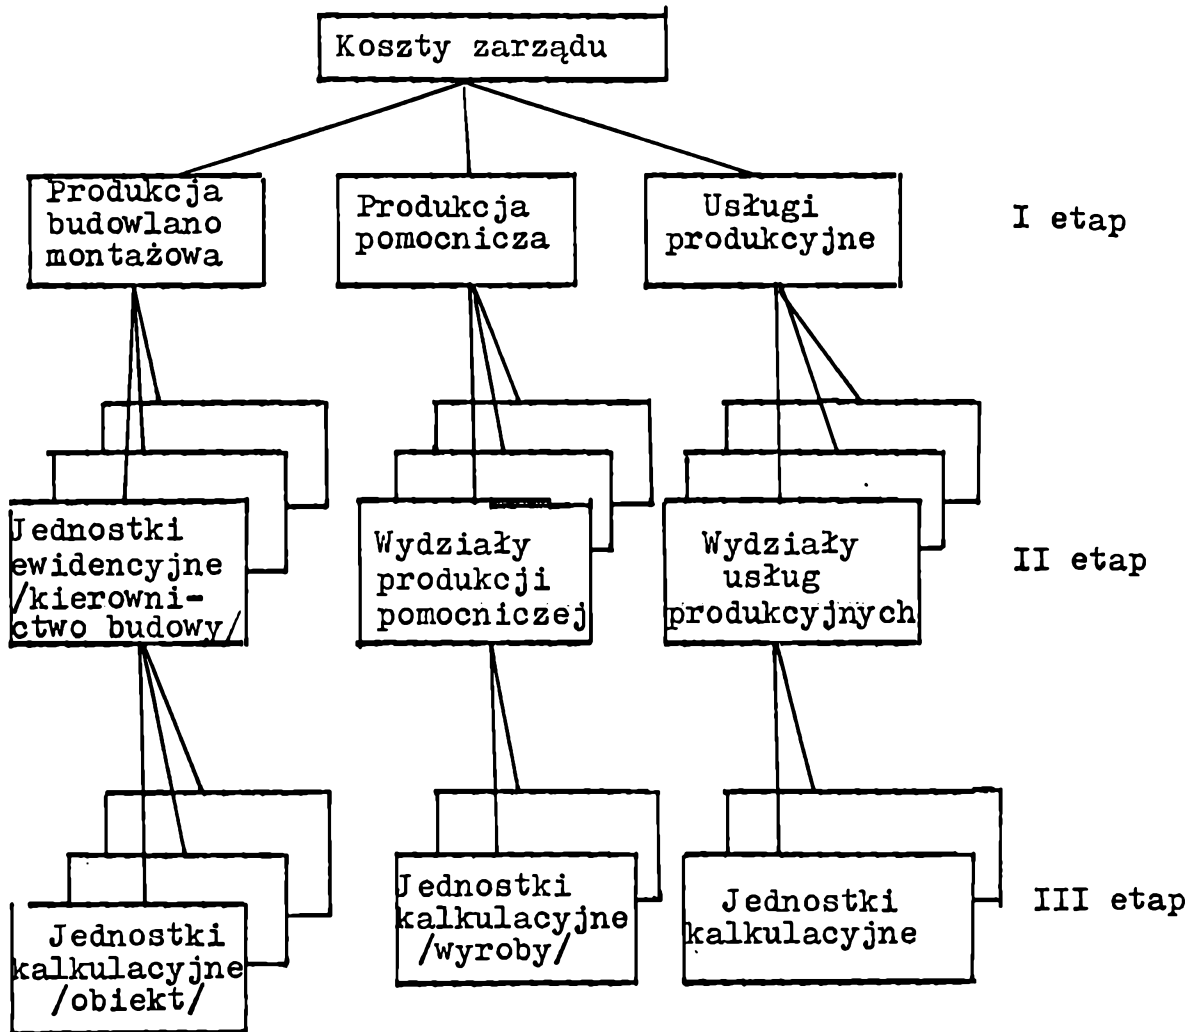 Koszty zarządu
Produkcja
budowlano
montażowa
Produkcja
pomocnicza
Usługi
produkcyjne
I etap
Jednostki
ewidencyjne
/kierowni-
ctwo budowy/
Wydziały
produkcji
pomocniczej
Wydziały
usług
produkcyjnych
II etap
Jednostki
kalkulacyjne
/obiekt/
Jednostki
kalkulacyjne
/wyroby/
Jednostki
kalkulacyjne
III etap